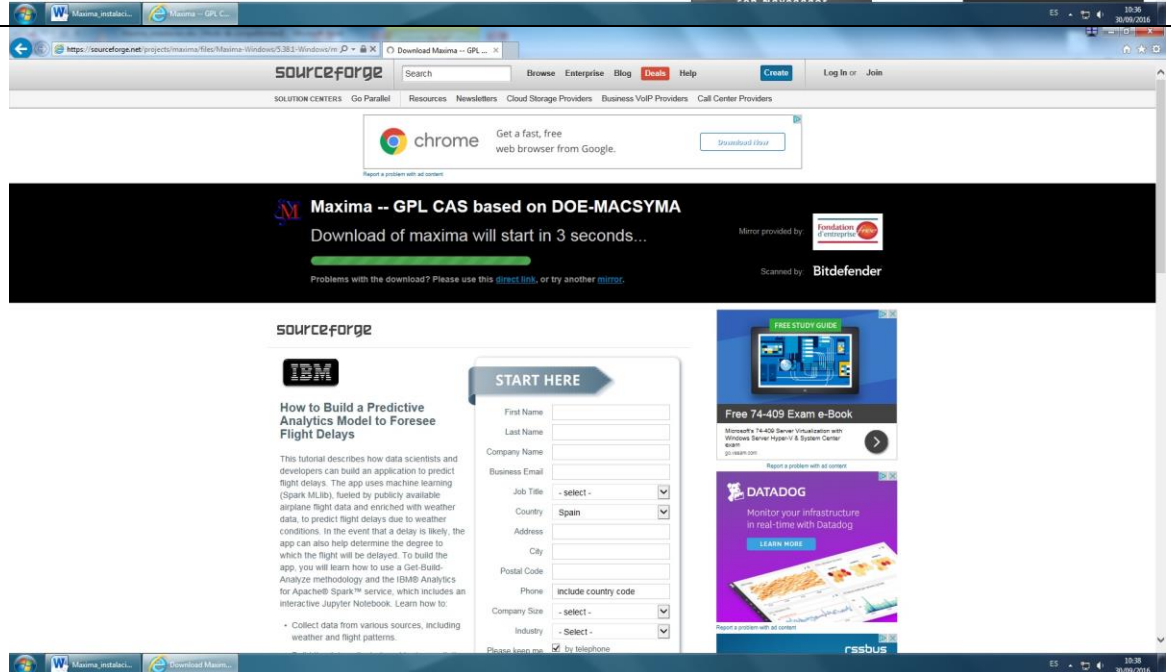 Maxima_instalaci...
Maxima -- GPL C...
ES
10:36
30/09/2016
https://sourceforge.net/projects/maxima/files/Maxima-Windows/5.38.1-Windows/m
Download Maxima -- GPL ...
sourceforge
Search
Browse Enterprise Blog Deals Help
Create
Log In or Join
SOLUTION CENTERS Go Parallel Resources Newsletters Cloud Storage Providers Business VoIP Providers Call Center Providers
chrome
Get a fast, free
web browser from Google.
Download Now
Report a problem with ad content
Maxima -- GPL CAS based on DOE-MACSYMA
Download of maxima will start in 3 seconds...
Problems with the download? Please use this direct link, or try another mirror.
Mirror provided by:
Fondation
d'entreprise free
Scanned by:
Bitdefender
sourceforge
IBM
How to Build a Predictive
Analytics Model to Foresee
Flight Delays
This tutorial describes how data scientists and
developers can build an application to predict
flight delays. The app uses machine learning
(Spark MLlib), fueled by publicly available
airplane flight data and enriched with weather
data, to predict flight delays due to weather
conditions. In the event that a delay is likely, the
app can also help determine the degree to
which the flight will be delayed. To build the
app, you will learn how to use a Get-Build-
Analyze methodology and the IBM® Analytics
for Apache® Spark™ service, which includes an
interactive Jupyter Notebook. Learn how to:
• Collect data from various sources, including
weather and flight patterns.
START HERE
First Name
Last Name
Company Name
Business Email
Job Title - select -
Country Spain
Address
City
Postal Code
Phone include country code
Company Size - select -
Industry - Select -
Please keep me by telephone
FREE STUDY GUIDE
Free 74-409 Exam e-Book
Microsoft's 74-409 Server Virtualization with
Windows Server Hyper-V & System Center
exam
Report a problem with ad content
DATADOG
Monitor your infrastructure
in real-time with Datadog
LEARN MORE
Report a problem with ad content
rssbus
Maxima_instalaci...
Download Maxim...
ES
10:38
30/09/2016